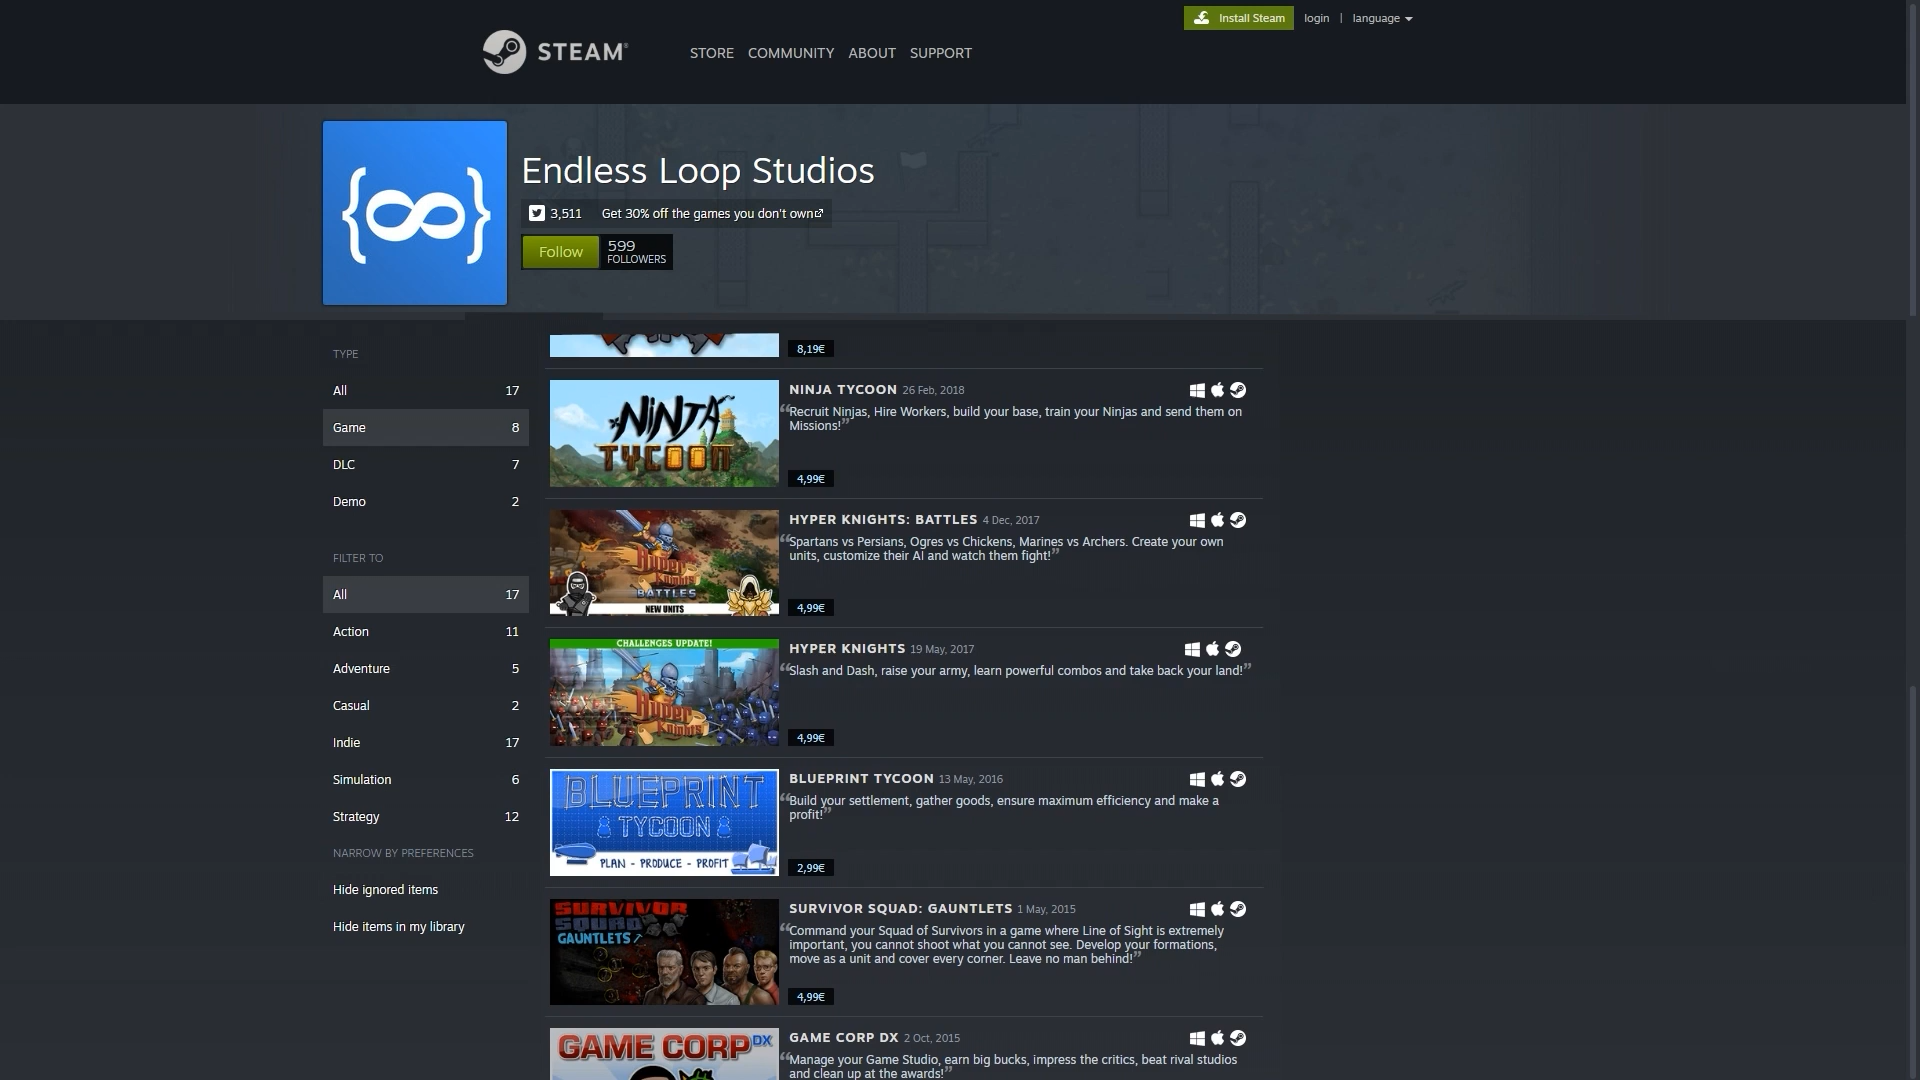 Install Steam
login | language
STEAM®
STORE COMMUNITY ABOUT SUPPORT
Endless Loop Studios
3,511 Get 30% off the games you don't own
Follow
599
FOLLOWERS
TYPE
All 17
Game 8
DLC 7
Demo 2
FILTER TO
All 17
Action 11
Adventure 5
Casual 2
Indie 17
Simulation 6
Strategy 12
NARROW BY PREFERENCES
Hide ignored items
Hide items in my library
8,19€
NINJA TYCOON
NINJA TYCOON 26 Feb, 2018
“Recruit Ninjas, Hire Workers, build your base, train your Ninjas and send them on
Missions!”
4,99€
Hyper
Knights
BATTLES
NEW UNITS
HYPER KNIGHTS: BATTLES 4 Dec, 2017
“Spartans vs Persians, Ogres vs Chickens, Marines vs Archers. Create your own
units, customize their AI and watch them fight!”
4,99€
CHALLENGES UPDATE!
Hyper
Knights
HYPER KNIGHTS 19 May, 2017
“Slash and Dash, raise your army, learn powerful combos and take back your land!”
4,99€
BLUEPRINT
TYCOON
PLAN - PRODUCE - PROFIT
BLUEPRINT TYCOON 13 May, 2016
“Build your settlement, gather goods, ensure maximum efficiency and make a
profit!”
2,99€
SURVIVOR
SQUAD
GAUNTLETS
SURVIVOR SQUAD: GAUNTLETS 1 May, 2015
“Command your Squad of Survivors in a game where Line of Sight is extremely
important, you cannot shoot what you cannot see. Develop your formations,
move as a unit and cover every corner. Leave no man behind!”
4,99€
GAME CORP DX
GAME CORP DX 2 Oct, 2015
“Manage your Game Studio, earn big bucks, impress the critics, beat rival studios
and clean up at the awards!”